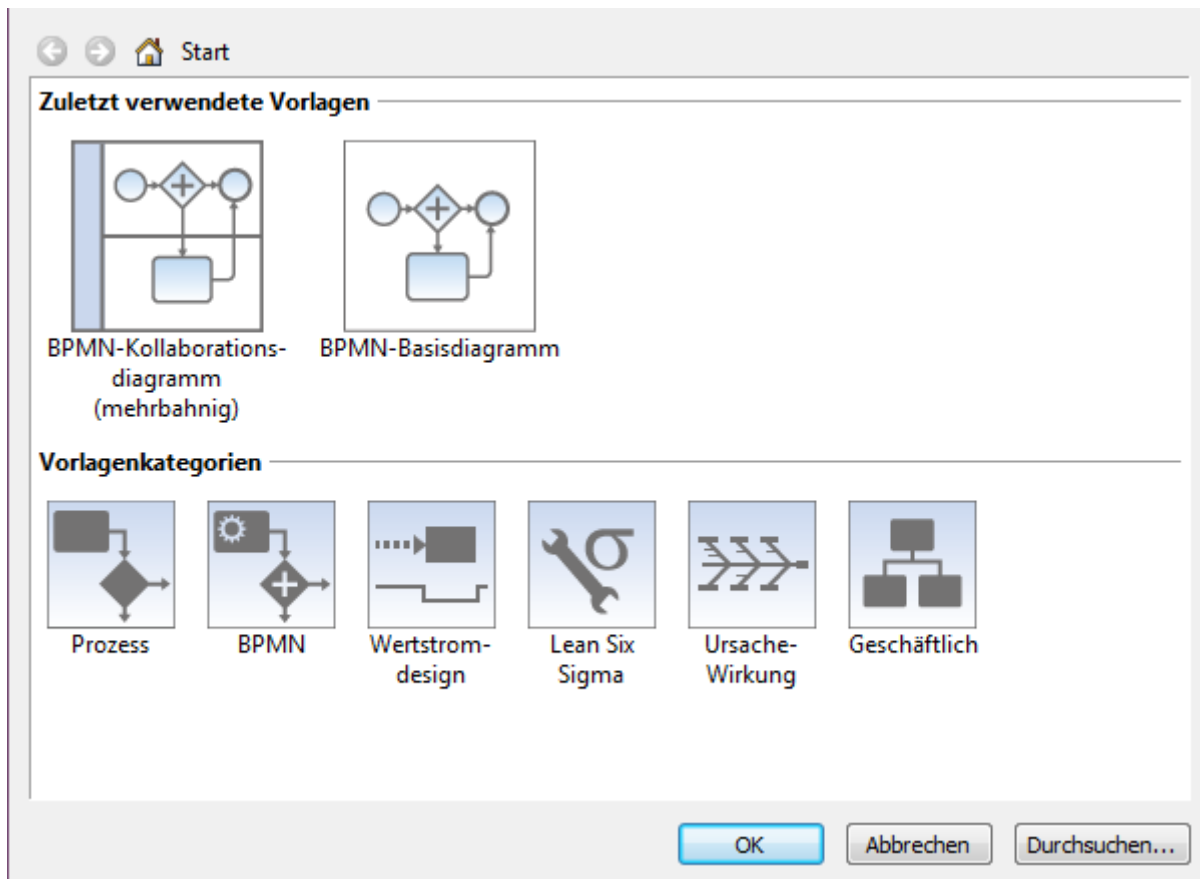 Start
Zuletzt verwendete Vorlagen
BPMN-Kollaborations-
diagramm
(mehrbahnig)
BPMN-Basisdiagramm
Vorlagenkategorien
Prozess
BPMN
Wertstrom-
design
Lean Six
Sigma
Ursache-
Wirkung
Geschäftlich
OK
Abbrechen
Durchsuchen...